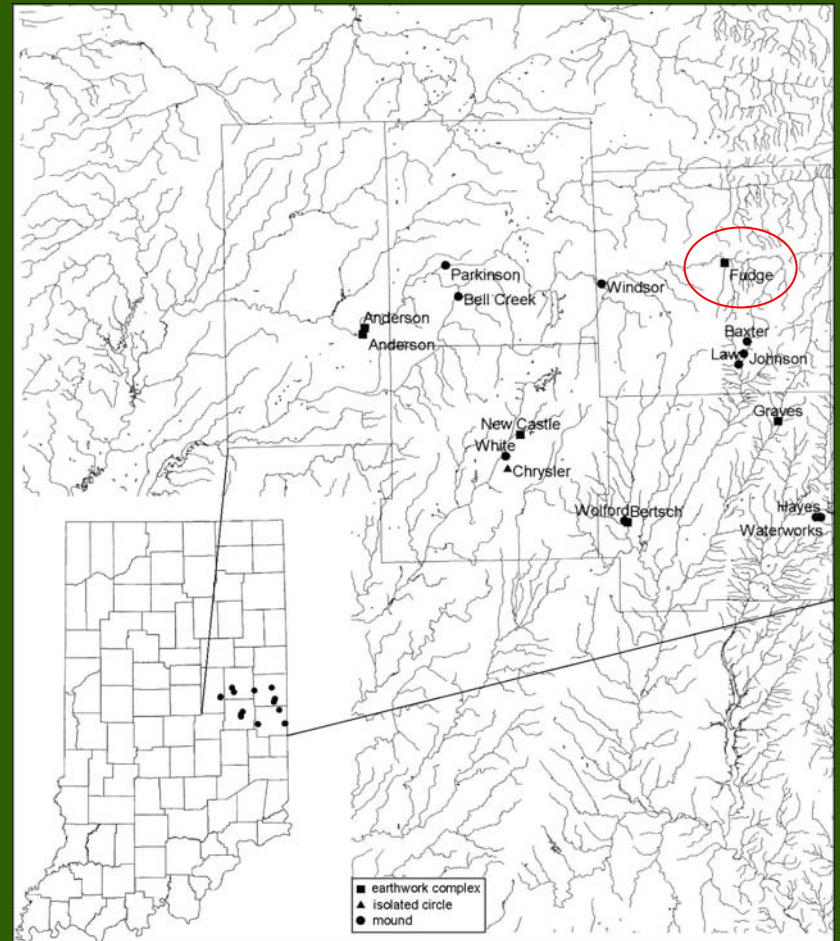 Parkinson
Fudge
Windsor
Bell Creek
Anderson
Anderson
Baxter
Law Johnson
Graves
New Castle
White
Chrysler
Wolford Bertsch
Hayes
Waterworks
earthwork complex
isolated circle
mound